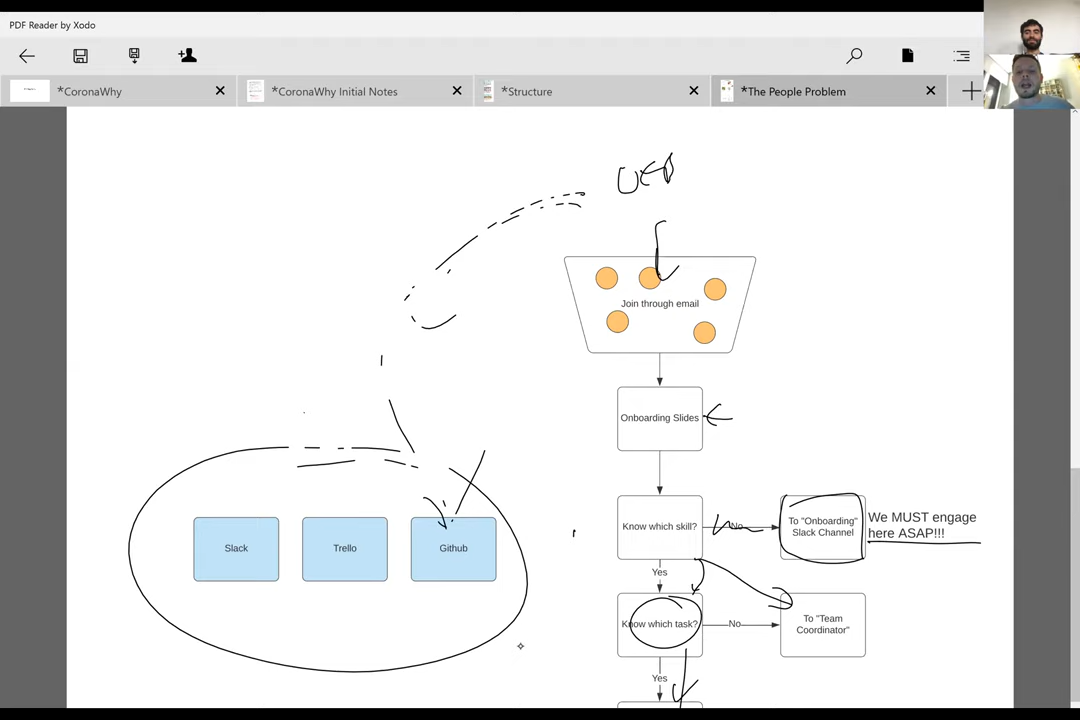 PDF Reader by Xodo
*CoronaWhy
*CoronaWhy Initial Notes
*Structure
*The People Problem
Join through email
Onboarding Slides
Know which skill?
No
To "Onboarding"
Slack Channel
We MUST engage
here ASAP!!!
Yes
Slack
Trello
Github
Know which task?
No
To "Team
Coordinator"
Yes